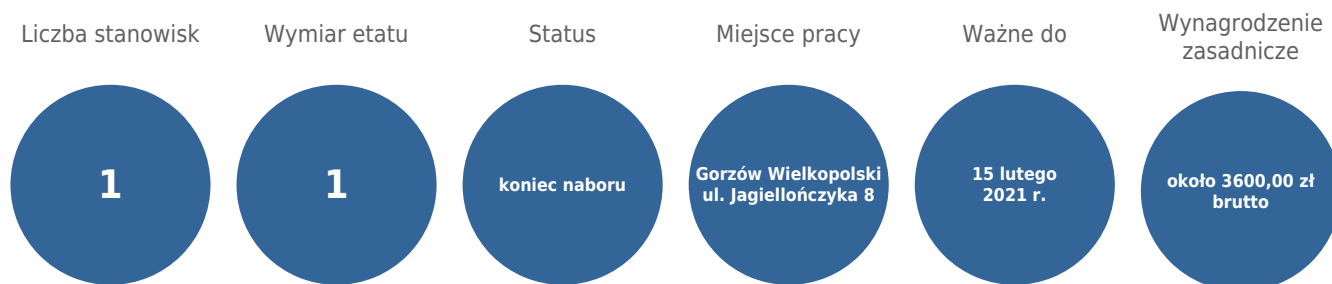 Liczba stanowisk
1
Wymiar etatu
1
Status
koniec naboru
Miejsce pracy
Gorzów Wielkopolski
ul. Jagiellończyka 8
Ważne do
15 lutego
2021 r.
Wynagrodzenie
zasadnicze
około 3600,00 zł
brutto